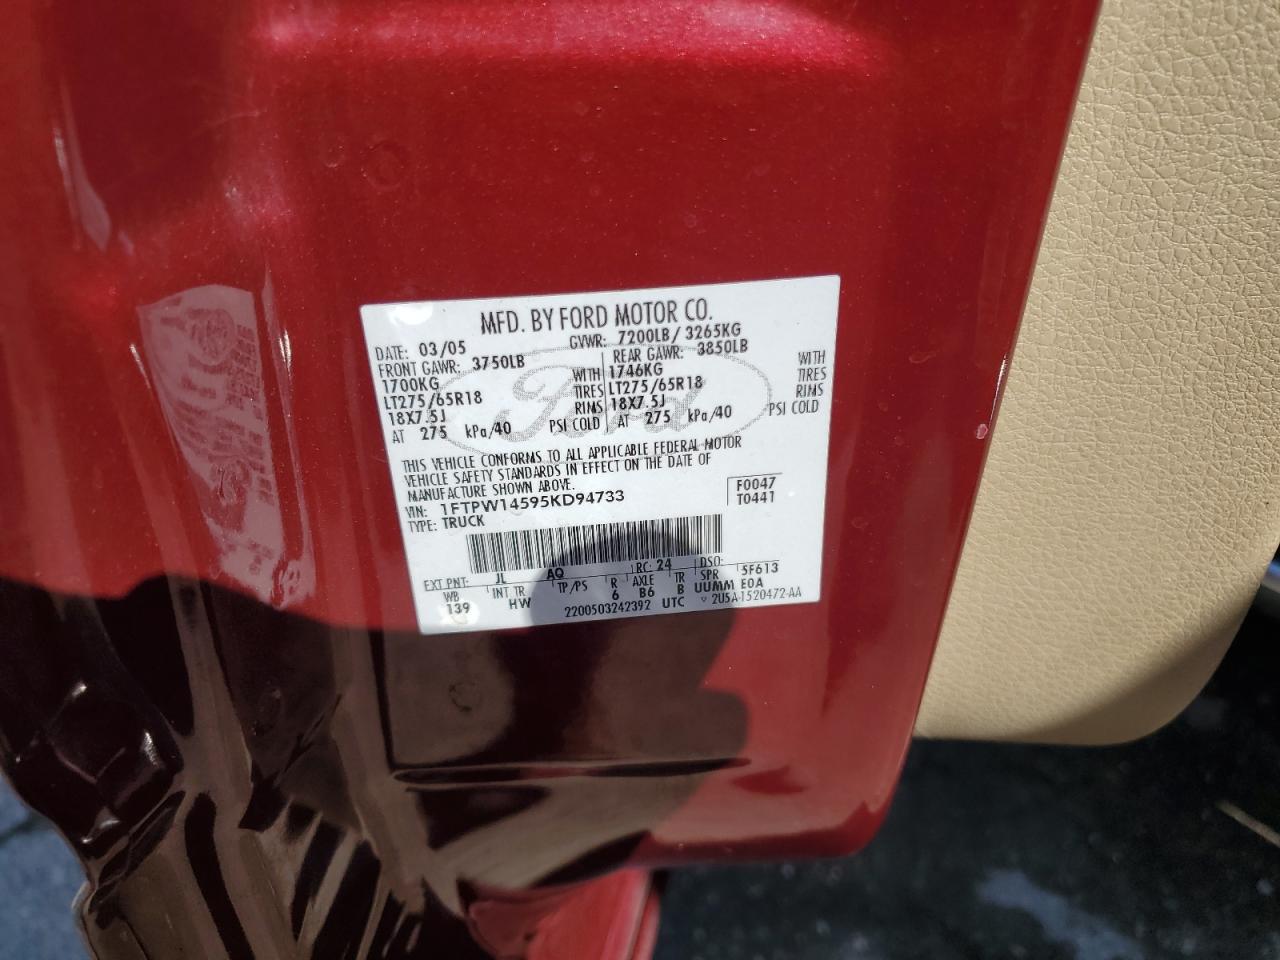 MFD. BY FORD MOTOR CO.
DATE: 03/05 GVWR: 7200LB/ 3265KG
FRONT GAWR: 3750LB REAR GAWR: 3850LB
1700KG WITH 1746KG WITH
LT275/65R18 TIRES LT275/65R18 TIRES
18X7.5J RIMS 18X7.5J RIMS
AT 275 kPa/40 PSI COLD AT 275 kPa/40 PSI COLD
Ford
THIS VEHICLE CONFORMS TO ALL APPLICABLE FEDERAL MOTOR
VEHICLE SAFETY STANDARDS IN EFFECT ON THE DATE OF
MANUFACTURE SHOWN ABOVE.
VIN: 1FTPW14595KD94733 F0047
TYPE: TRUCK T0441
EXT PNT: JL AQ RC: 24 DSO: 5F613
WB INT TR TP/PS R AXLE TR SPR
139 HW 6 B6 B UUMM E0A
2200503242392 UTC ▽ 2U5A-1520472-AA